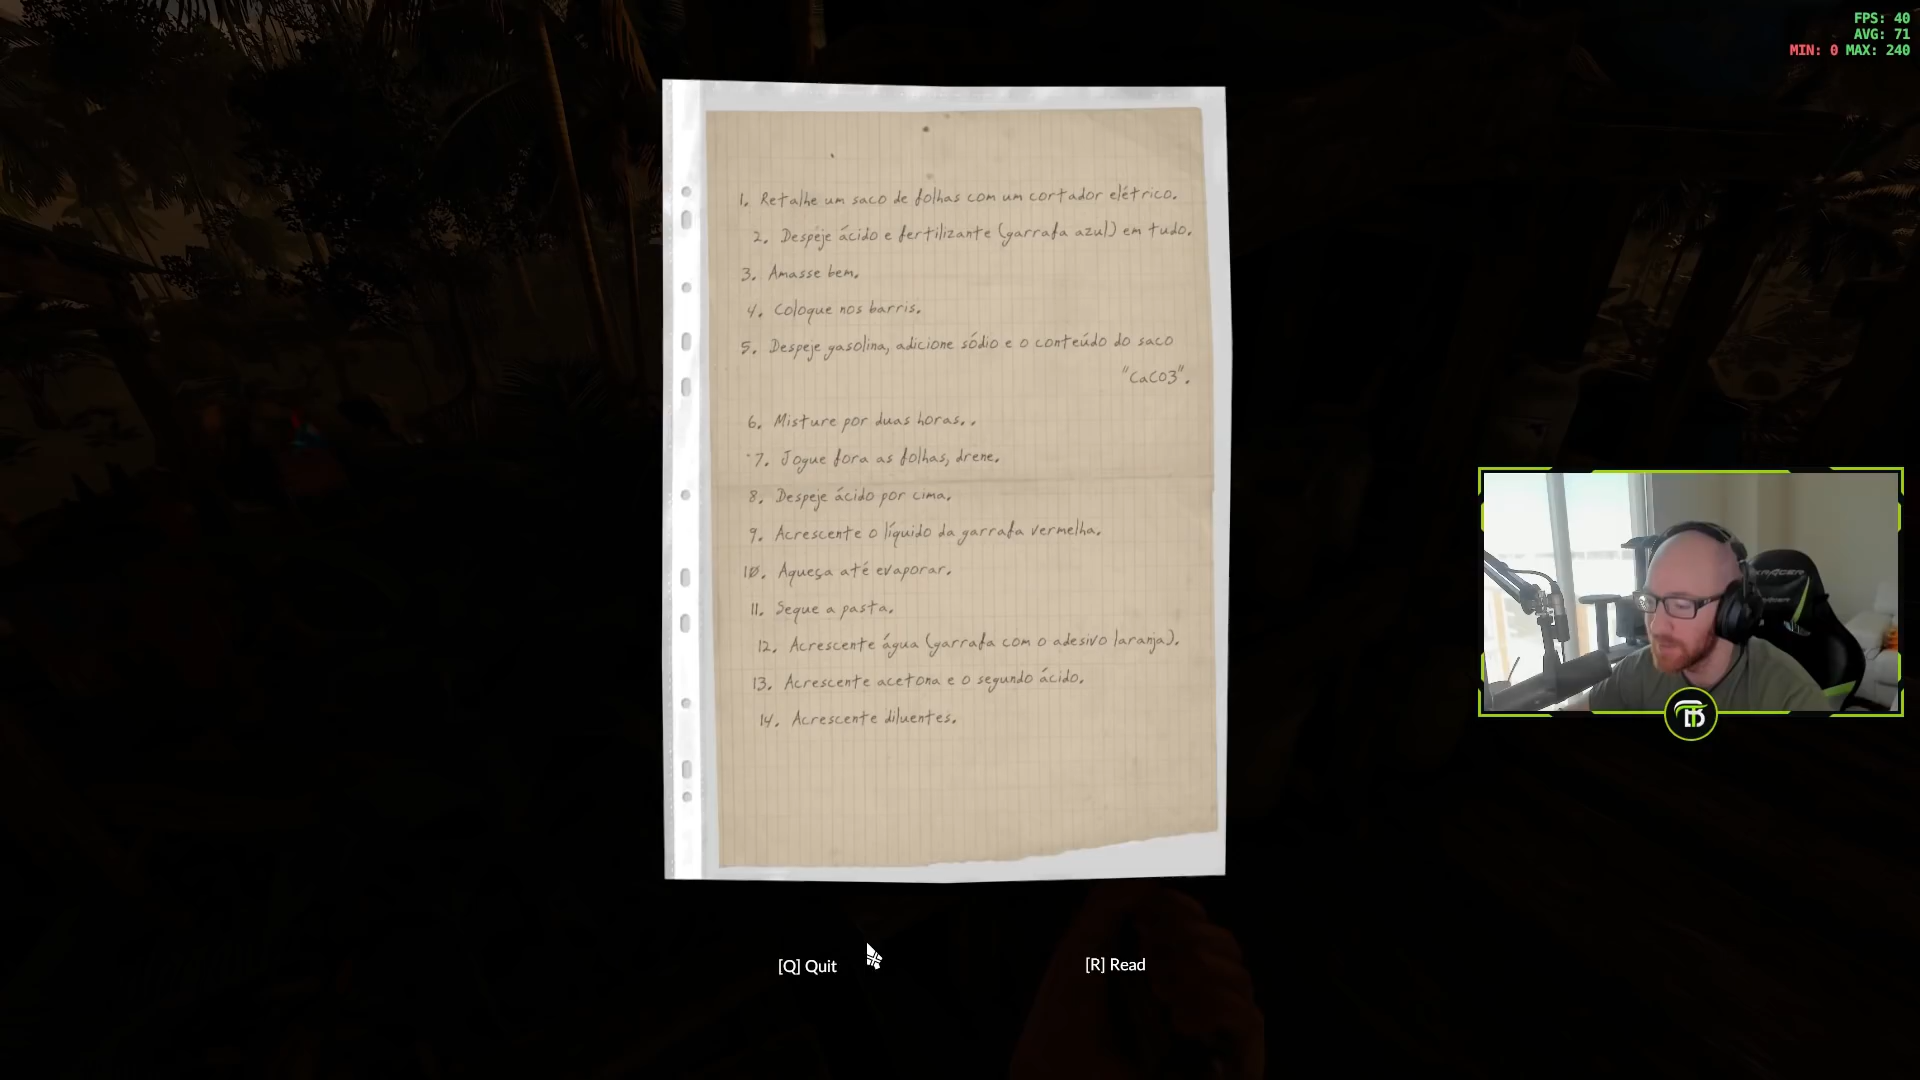 FPS: 40
AVG: 71
MIN: 0 MAX: 240
1. Retalhe um saco de folhas com um cortador elétrico.
2. Despeje ácido e fertilizante (garrafa azul) em tudo.
3. Amasse bem.
4. Coloque nos barris.
5. Despeje gasolina, adicione sódio e o conteúdo do saco
"CaCO3".
6. Misture por duas horas..
7. Jogue fora as folhas, drene.
8. Despeje ácido por cima.
9. Acrescente o líquido da garrafa vermelha.
10. Aqueça até evaporar.
11. Seque a pasta.
12. Acrescente água (garrafa com o adesivo laranja).
13. Acrescente acetona e o segundo ácido.
14. Acrescente diluentes.
[Q] Quit
[R] Read